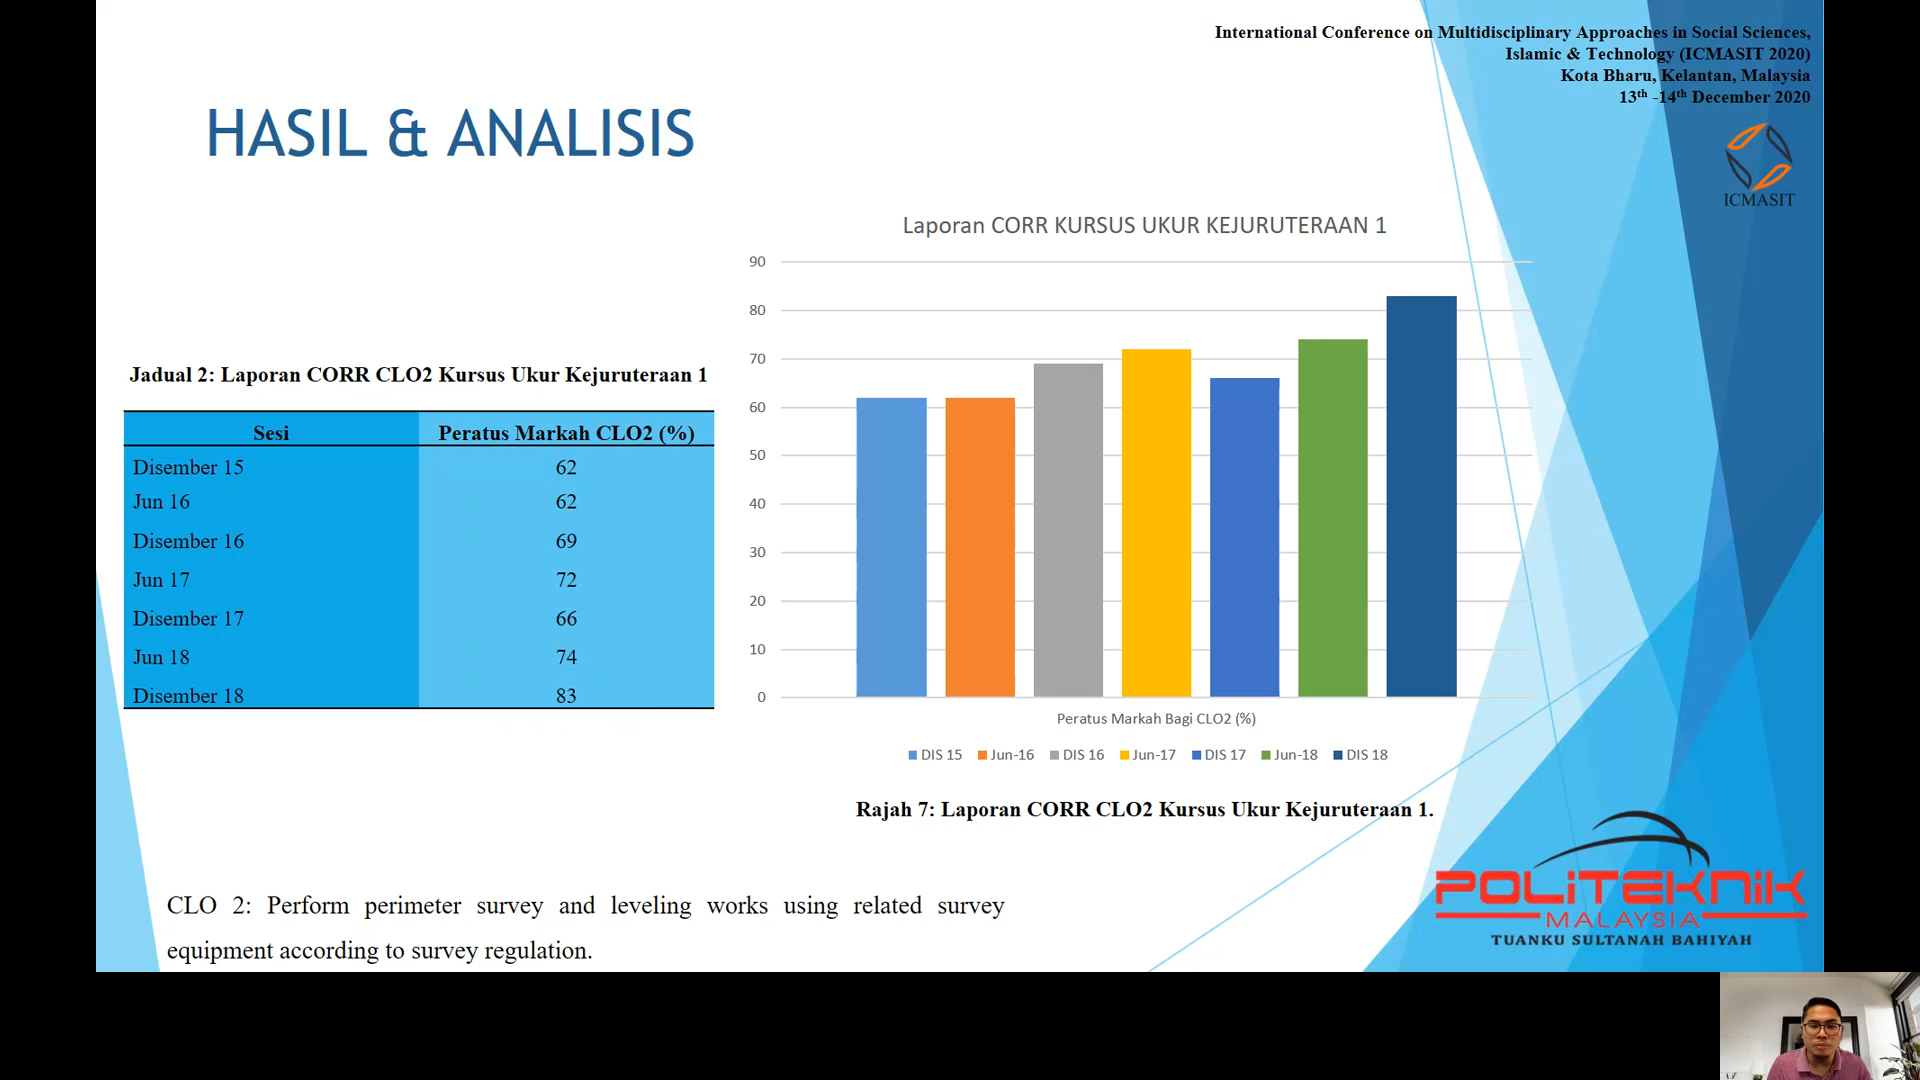 International Conference on Multidisciplinary Approaches in Social Sciences,
Islamic & Technology (ICMASIT 2020)
Kota Bharu, Kelantan, Malaysia
13th -14th December 2020
ICMASIT
HASIL & ANALISIS
Jadual 2: Laporan CORR CLO2 Kursus Ukur Kejuruteraan 1
Sesi Peratus Markah CLO2 (%)
Disember 15 62
Jun 16 62
Disember 16 69
Jun 17 72
Disember 17 66
Jun 18 74
Disember 18 83
Laporan CORR KURSUS UKUR KEJURUTERAAN 1
90
80
70
60
50
40
30
20
10
0
Peratus Markah Bagi CLO2 (%)
DIS 15 Jun-16 DIS 16 Jun-17 DIS 17 Jun-18 DIS 18
Rajah 7: Laporan CORR CLO2 Kursus Ukur Kejuruteraan 1.
CLO 2: Perform perimeter survey and leveling works using related survey
equipment according to survey regulation.
POLITEKNIK
MALAYSIA
TUANKU SULTANAH BAHIYAH